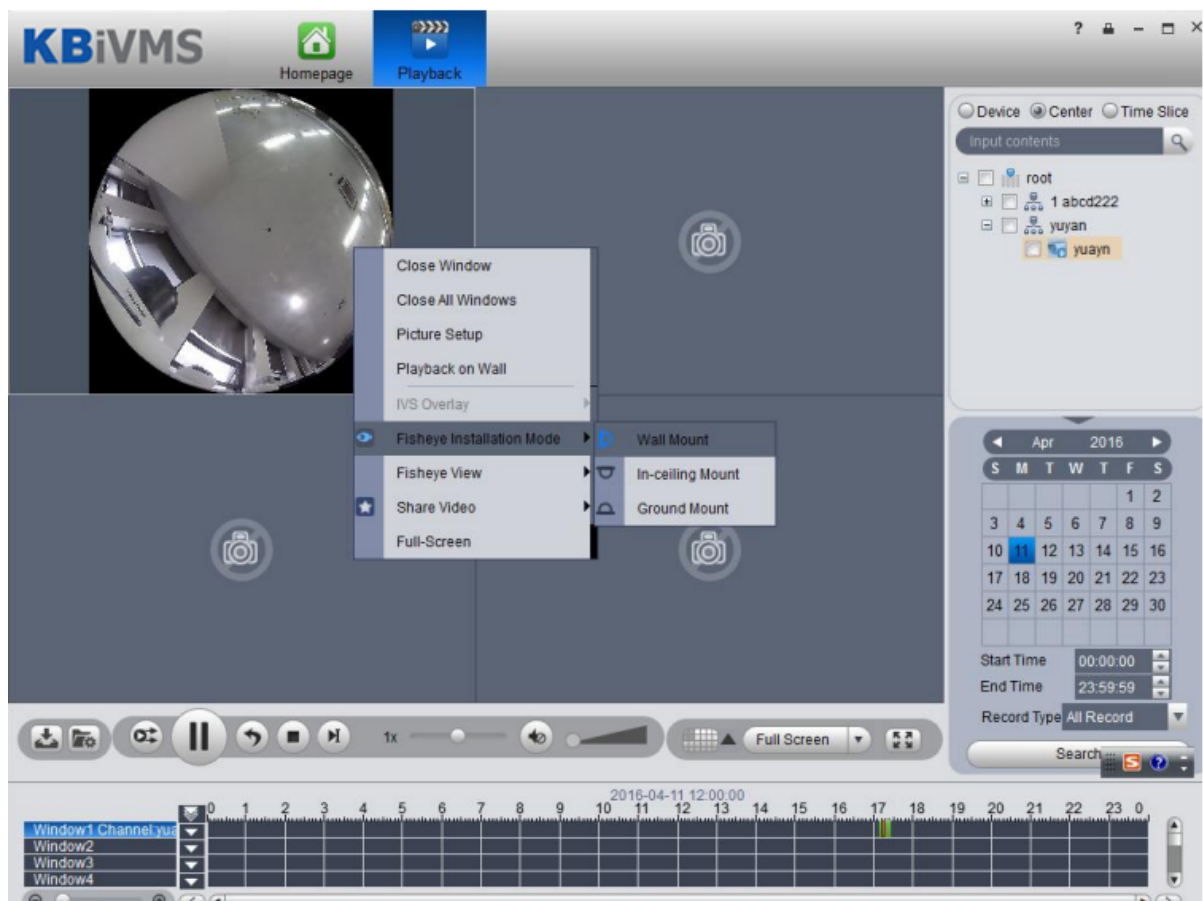 KBiVMS
Homepage
Playback
?
Device Center Time Slice
Input contents
root
1 abcd222
yuyan
yuayn
Close Window
Close All Windows
Picture Setup
Playback on Wall
IVS Overlay
Fisheye Installation Mode
Fisheye View
Share Video
Full-Screen
Wall Mount
In-ceiling Mount
Ground Mount
Apr 2016
S M T W T F S
1 2
3 4 5 6 7 8 9
10 11 12 13 14 15 16
17 18 19 20 21 22 23
24 25 26 27 28 29 30
Start Time 00:00:00
End Time 23:59:59
Record Type All Record
Search
S ?
1x
Full Screen
2016-04-11 12:00:00
0 1 2 3 4 5 6 7 8 9 10 11 12 13 14 15 16 17 18 19 20 21 22 23 0
Window1 Channel:yua
Window2
Window3
Window4